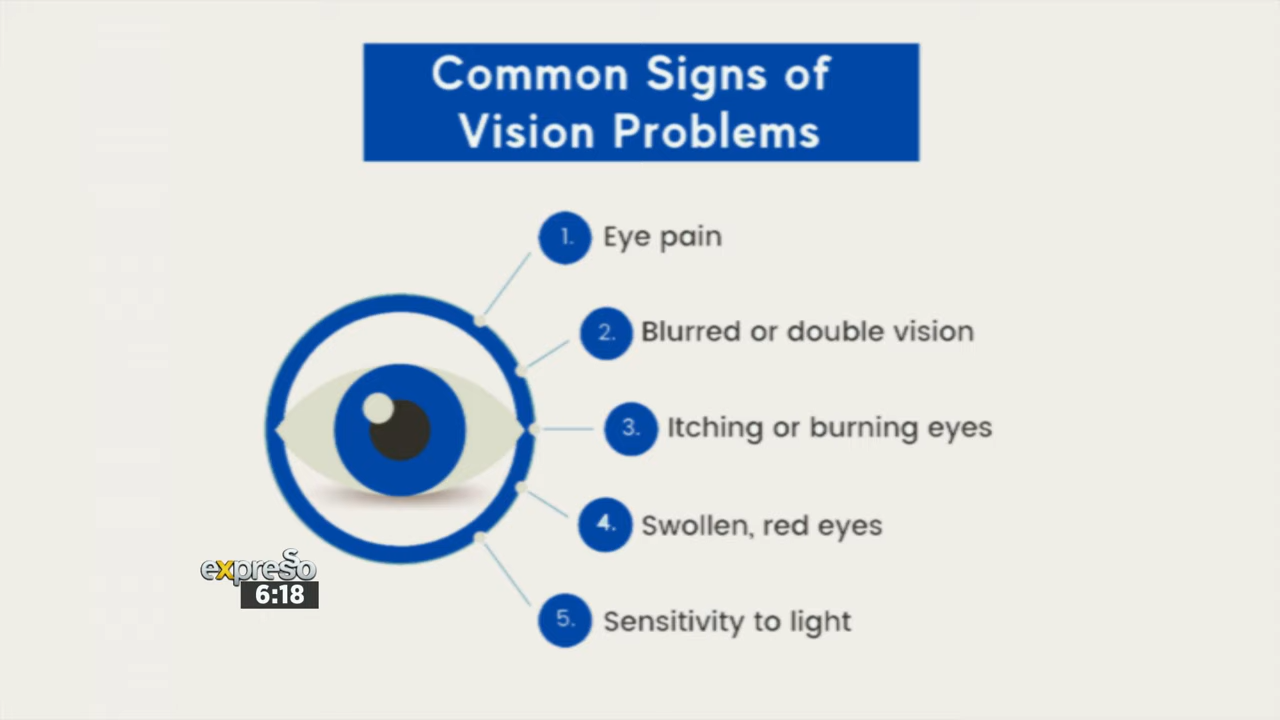 Common Signs of
Vision Problems
1. Eye pain
2. Blurred or double vision
3. Itching or burning eyes
4. Swollen, red eyes
5. Sensitivity to light
expresso
6:18